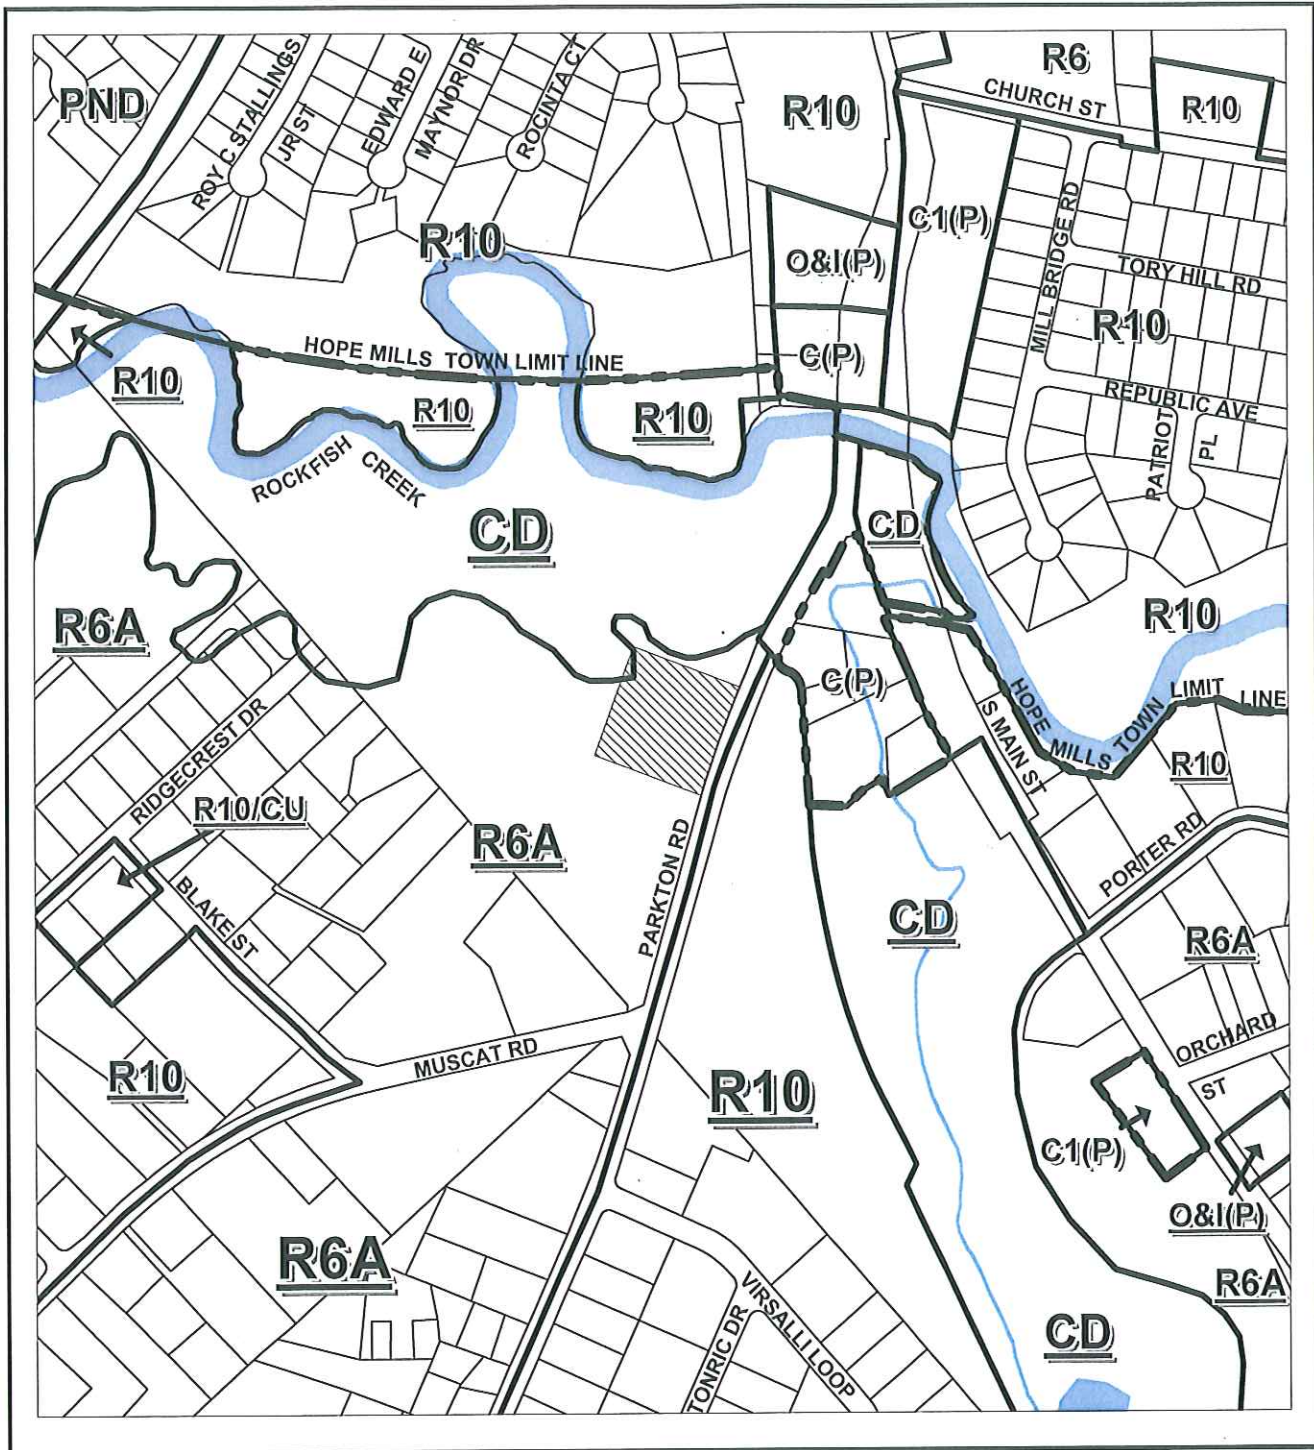 PND
ROY C STALLINGS
JR ST
EDWARD E
MAYNOR DR
ROCINTA CT
R10
R6
CHURCH ST
R10
R10
O&I(P)
C1(P)
MILL BRIDGE RD
TORY HILL RD
R10
C(P)
HOPE MILLS TOWN LIMIT LINE
R10
R10
R10
REPUBLIC AVE
PATRIOT
PL
ROCKFISH
CREEK
CD
CD
R6A
R10
C(P)
HOPE
MILLS
TOWN
LIMIT
LINE
S MAIN ST
R10
RIDGECREST DR
R10/CU
R6A
PARKTON RD
PORTER RD
BLAKE ST
CD
R6A
MUSCAT RD
ORCHARD
ST
R10
R10
C1(P)
O&I(P)
R6A
R6A
VIRSALLI LOOP
TONRIC DR
CD